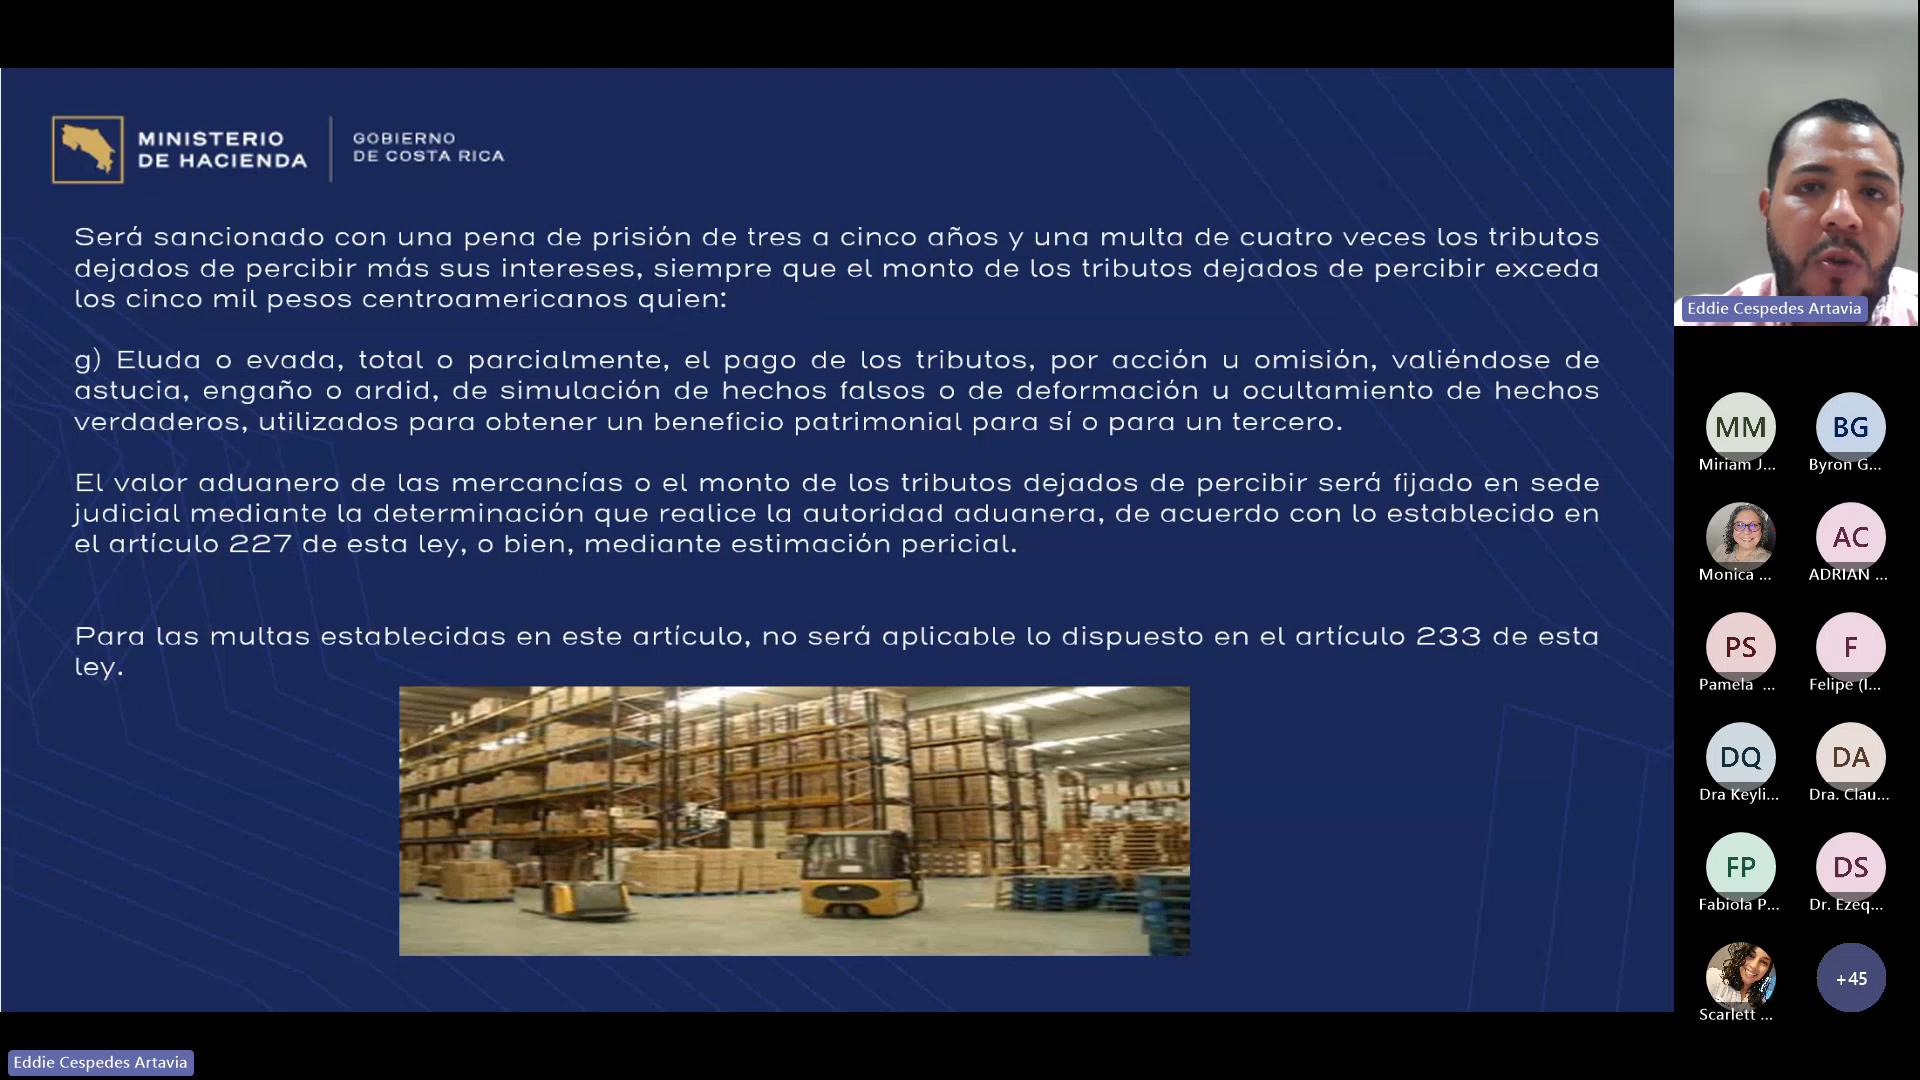 MINISTERIO
DE HACIENDA
GOBIERNO
DE COSTA RICA
Será sancionado con una pena de prisión de tres a cinco años y una multa de cuatro veces los tributos
dejados de percibir más sus intereses, siempre que el monto de los tributos dejados de percibir exceda
los cinco mil pesos centroamericanos quien:
g) Eluda o evada, total o parcialmente, el pago de los tributos, por acción u omisión, valiéndose de
astucia, engaño o ardid, de simulación de hechos falsos o de deformación u ocultamiento de hechos
verdaderos, utilizados para obtener un beneficio patrimonial para sí o para un tercero.
El valor aduanero de las mercancías o el monto de los tributos dejados de percibir será fijado en sede
judicial mediante la determinación que realice la autoridad aduanera, de acuerdo con lo establecido en
el artículo 227 de esta ley, o bien, mediante estimación pericial.
Para las multas establecidas en este artículo, no será aplicable lo dispuesto en el artículo 233 de esta
ley.
Eddie Cespedes Artavia
MM
Miriam J...
BG
Byron G...
Monica ...
AC
ADRIAN ...
PS
Pamela ...
F
Felipe (I...
DQ
Dra Keyli...
DA
Dra. Clau...
FP
Fabiola P...
DS
Dr. Ezeq...
Scarlett ...
+45
Eddie Cespedes Artavia